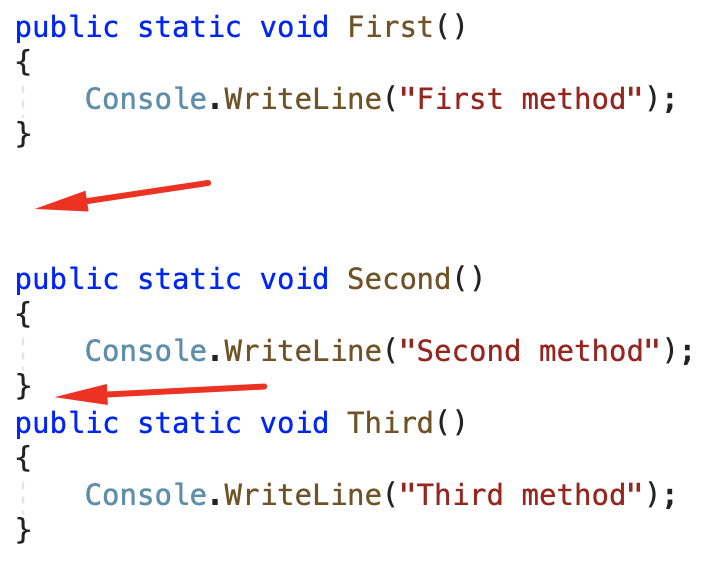 public static void First()
{
    Console.WriteLine("First method");
}
public static void Second()
{
    Console.WriteLine("Second method");
}
public static void Third()
{
    Console.WriteLine("Third method");
}